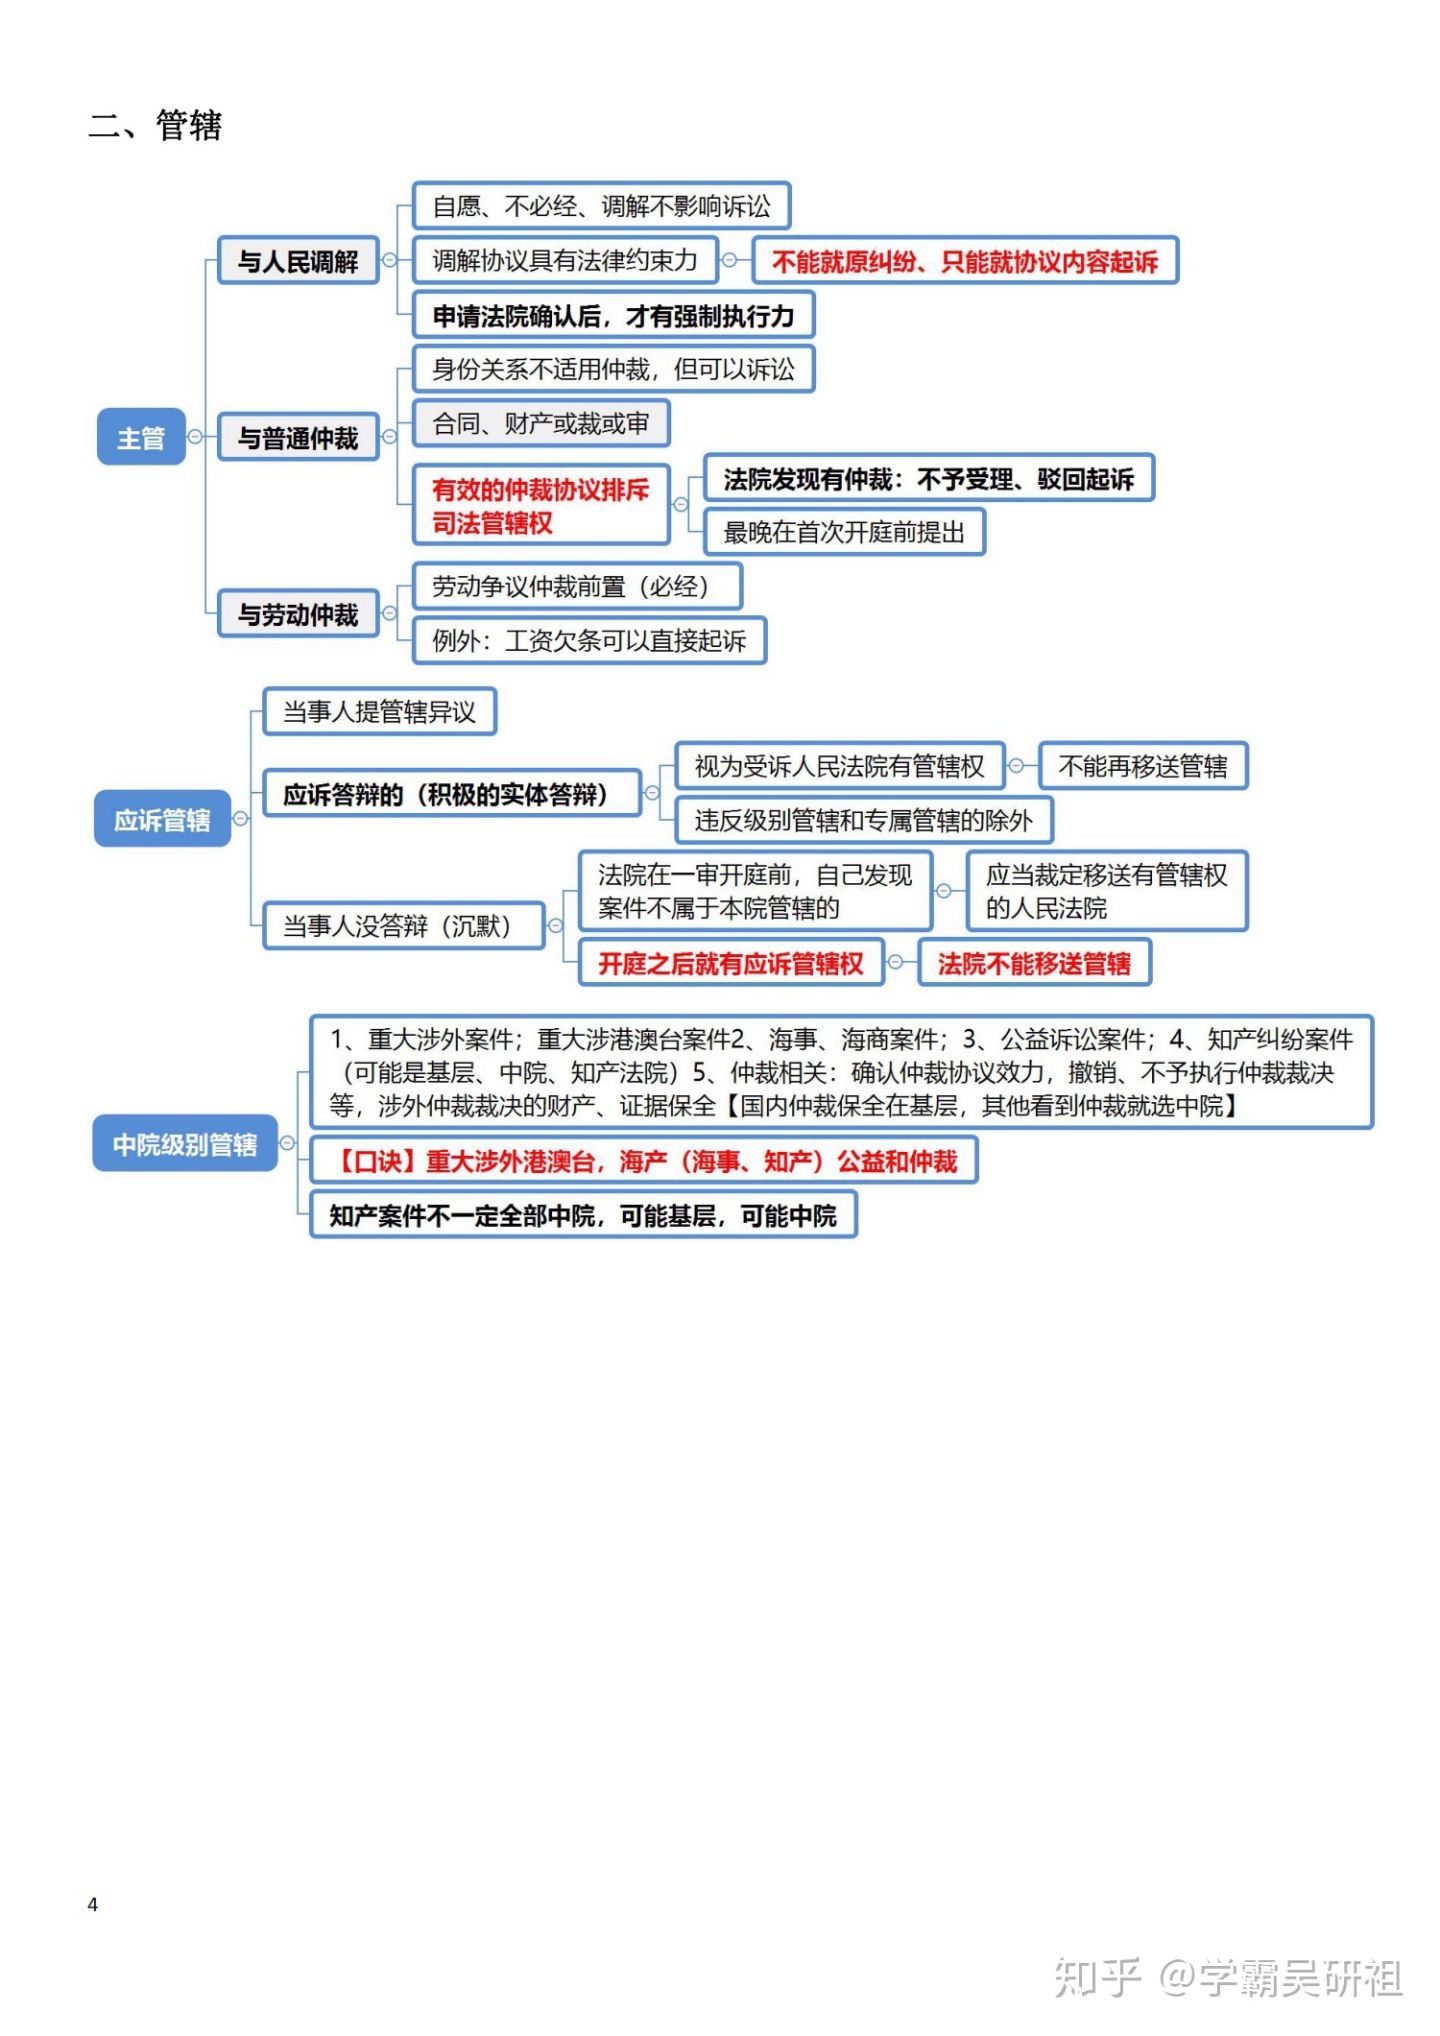 二、管辖
自愿、不必经、调解不影响诉讼
与人民调解
调解协议具有法律约束力
不能就原纠纷、只能就协议内容起诉
申请法院确认后，才有强制执行力
身份关系不适用仲裁，但可以诉讼
主管
与普通仲裁
合同、财产或裁或审
有效的仲裁协议排斥
司法管辖权
法院发现有仲裁：不予受理、驳回起诉
最晚在首次开庭前提出
劳动争议仲裁前置（必经）
与劳动仲裁
例外：工资欠条可以直接起诉
当事人提管辖异议
应诉管辖
应诉答辩的（积极的实体答辩）
视为受诉人民法院有管辖权
不能再移送管辖
违反级别管辖和专属管辖的除外
当事人没答辩（沉默）
法院在一审开庭前，自己发现
案件不属于本院管辖的
应当裁定移送有管辖权
的人民法院
开庭之后就有应诉管辖权
法院不能移送管辖
1、重大涉外案件；重大涉港澳台案件2、海事、海商案件；3、公益诉讼案件；4、知产纠纷案件
（可能是基层、中院、知产法院）5、仲裁相关：确认仲裁协议效力，撤销、不予执行仲裁裁决
等，涉外仲裁裁决的财产、证据保全【国内仲裁保全在基层，其他看到仲裁就选中院】
中院级别管辖
【口诀】重大涉外港澳台，海产（海事、知产）公益和仲裁
知产案件不一定全部中院，可能基层，可能中院
4
知乎 @学霸吴研祖